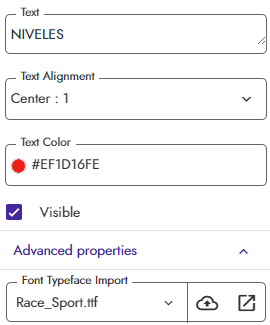 Text
NIVELES
Text Alignment
Center : 1
Text Color
#EF1D16FE
Visible
Advanced properties
Font Typeface Import
Race_Sport.ttf